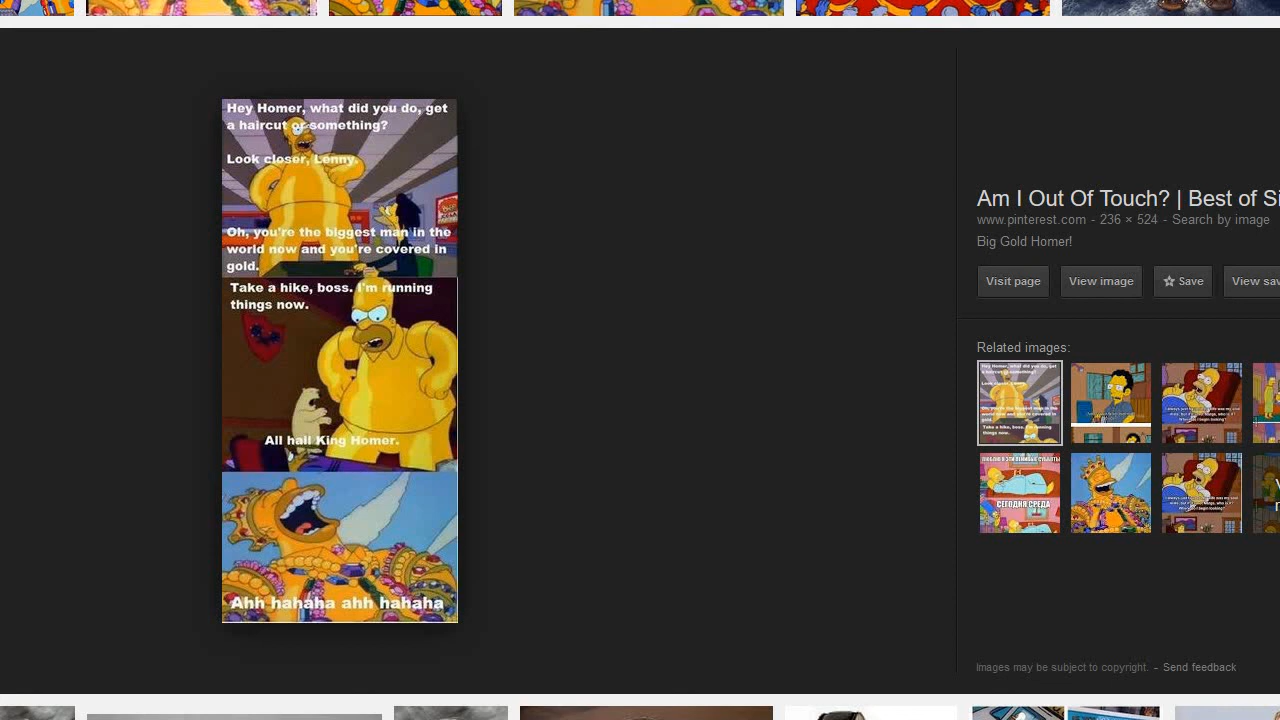 Hey Homer, what did you do, get
a haircut or something?
Look closer, Lenny.
Oh, you're the biggest man in the
world now and you're covered in
gold.
Take a hike, boss. I'm running
things now.
All hall King Homer.
Ahh hahaha ahh hahaha
Am I Out Of Touch? | Best of Si
www.pinterest.com - 236 × 524 - Search by image
Big Gold Homer!
Visit page
View image
Save
View sav
Related images:
СЕГОДНЯ СРЕДА
Images may be subject to copyright. - Send feedback